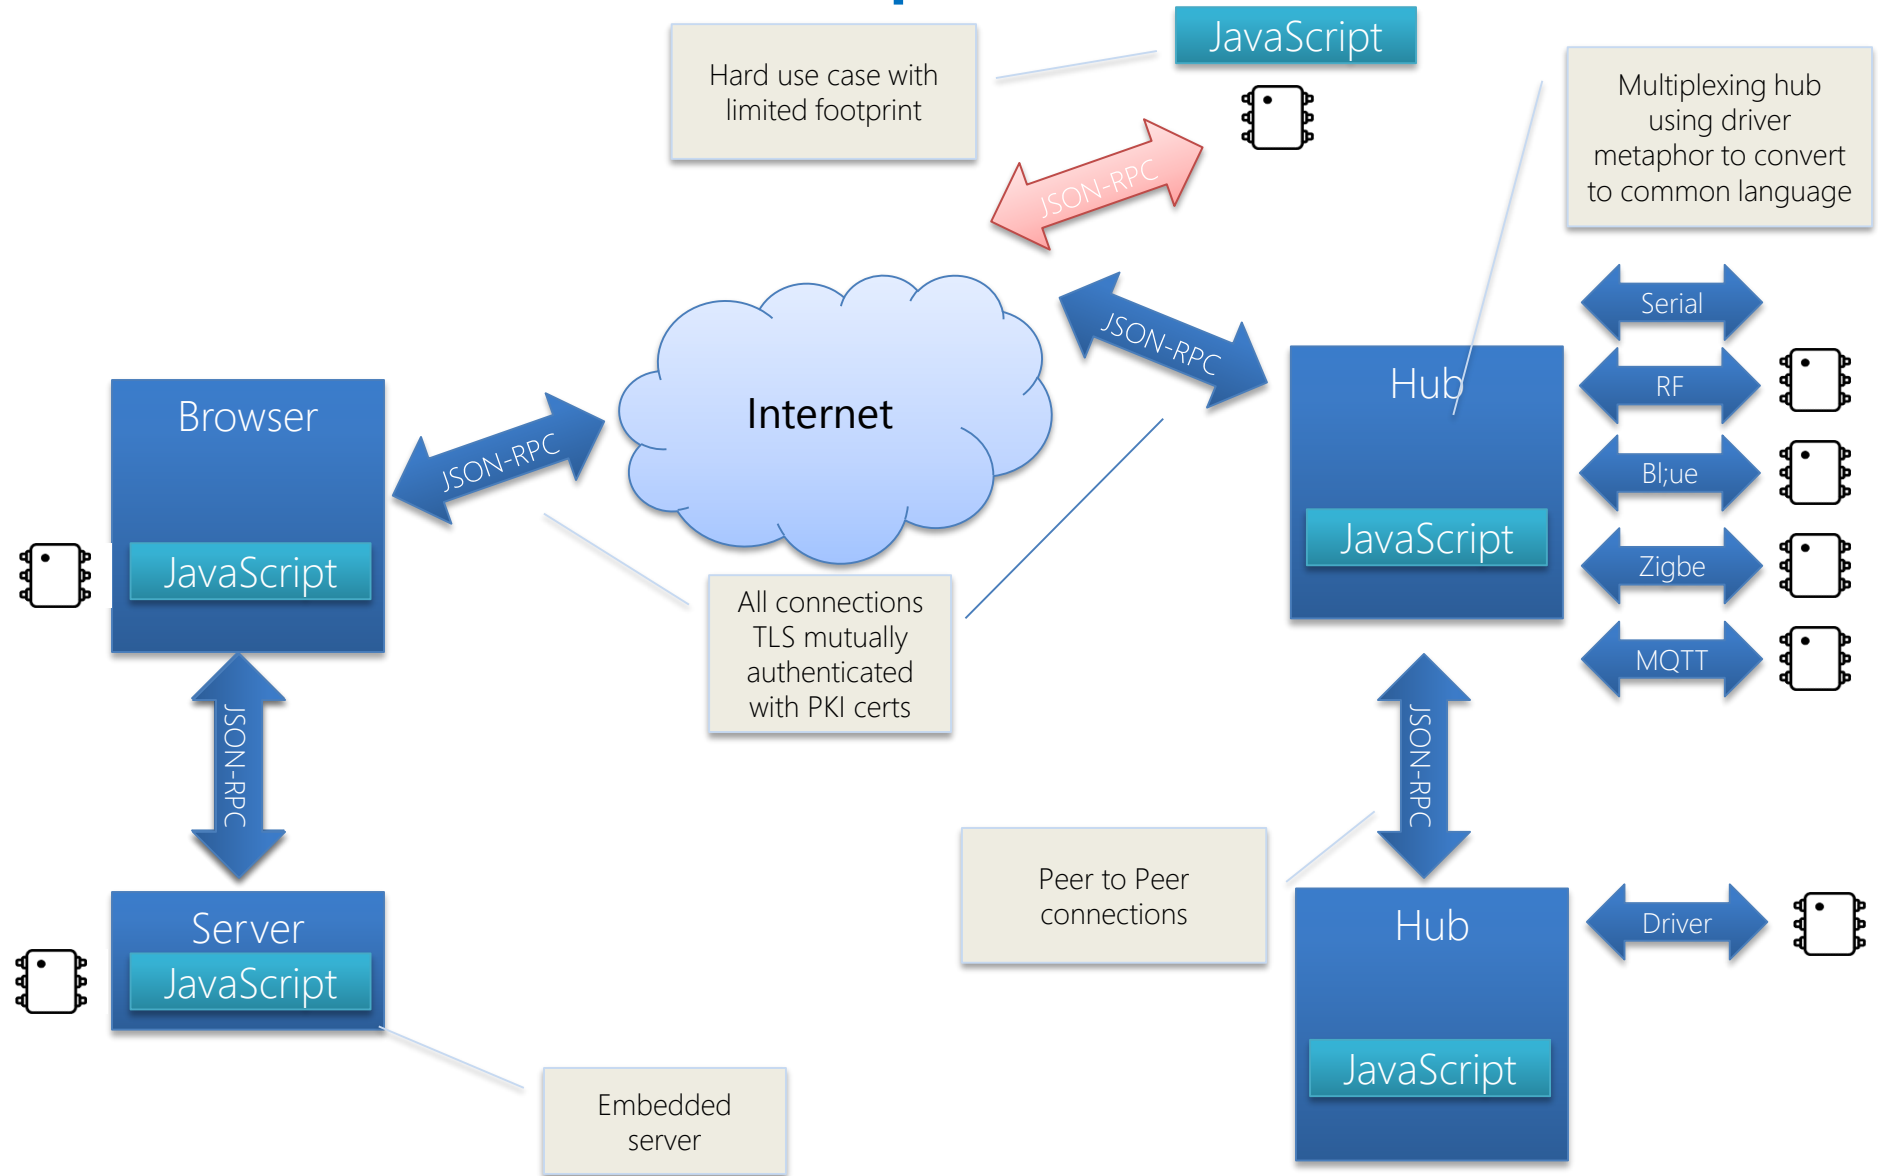 JavaScript
Hard use case with
limited footprint
Multiplexing hub
using driver
metaphor to convert
to common language
JSON-RPC
JSON-RPC
Serial
Hub
RF
Browser
Internet
JSON-RPC
Bl;ue
JavaScript
JavaScript
Zigbe
All connections
TLS mutually
authenticated
with PKI certs
MQTT
JSON-RPC
JSON-RPC
Peer to Peer
connections
Server
JavaScript
Hub
Driver
JavaScript
Embedded
server